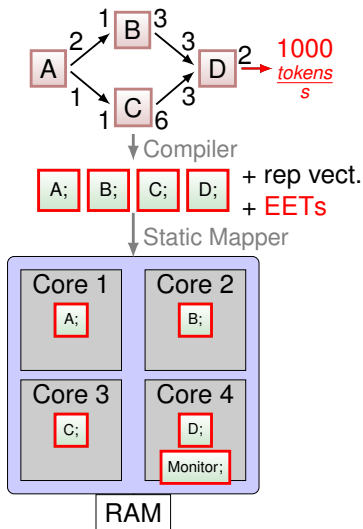 1 B 3
2 3
A D 2 1000
tokens
s
1 3
1 C 6
Compiler
A; B; C; D; + rep vect.
+ EETs
Static Mapper
Core 1 Core 2
A; B;
Core 3 Core 4
C; D;
Monitor;
RAM